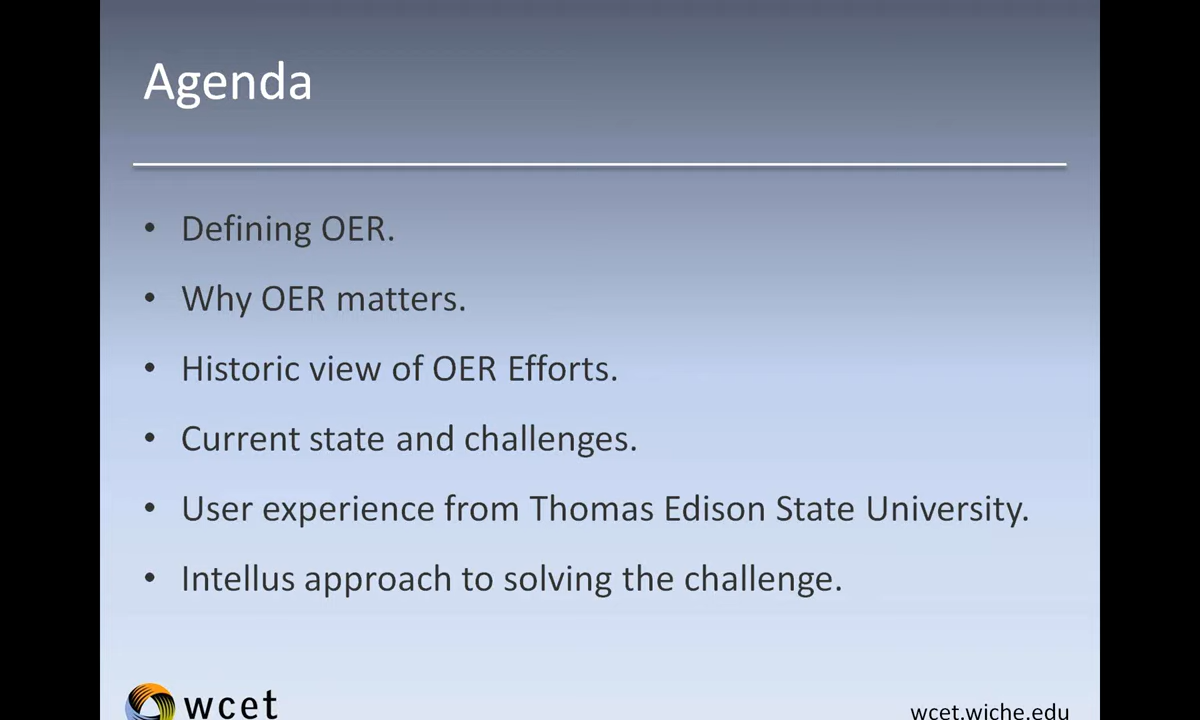 Agenda
• Defining OER.
• Why OER matters.
• Historic view of OER Efforts.
• Current state and challenges.
• User experience from Thomas Edison State University.
• Intellus approach to solving the challenge.
wcet
wcet.wiche.edu